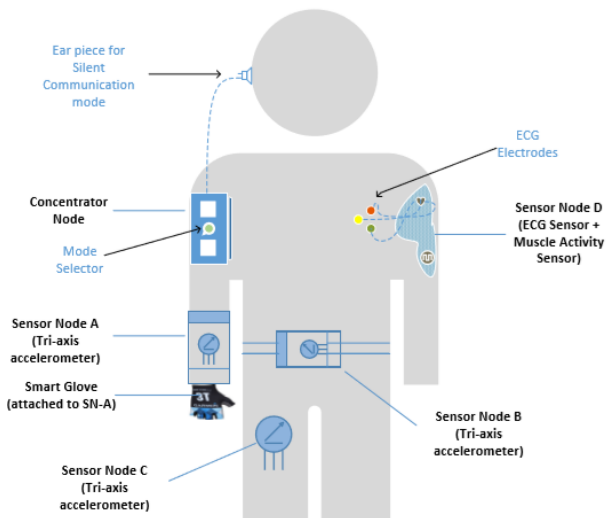 Ear piece for
Silent
Communication
mode
ECG
Electrodes
Concentrator
Node
Mode
Selector
Sensor Node D
(ECG Sensor +
Muscle Activity
Sensor)
Sensor Node A
(Tri-axis
accelerometer)
Smart Glove
(attached to SN-A)
Sensor Node B
(Tri-axis
accelerometer)
Sensor Node C
(Tri-axis
accelerometer)